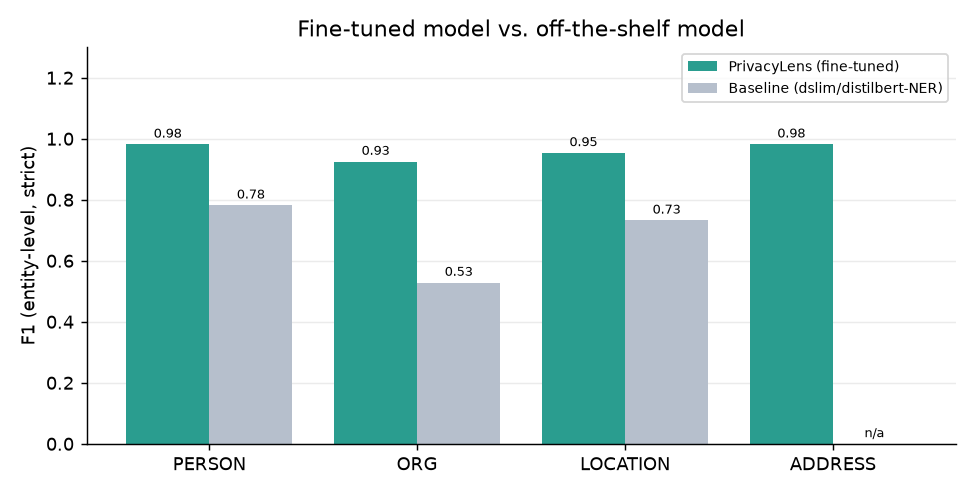 Fine-tuned model vs. off-the-shelf model
PrivacyLens (fine-tuned)
Baseline (dslim/distilbert-NER)
F1 (entity-level, strict)
1.2
1.0
0.8
0.6
0.4
0.2
0.0
0.98
0.78
0.93
0.53
0.95
0.73
0.98
n/a
PERSON
ORG
LOCATION
ADDRESS